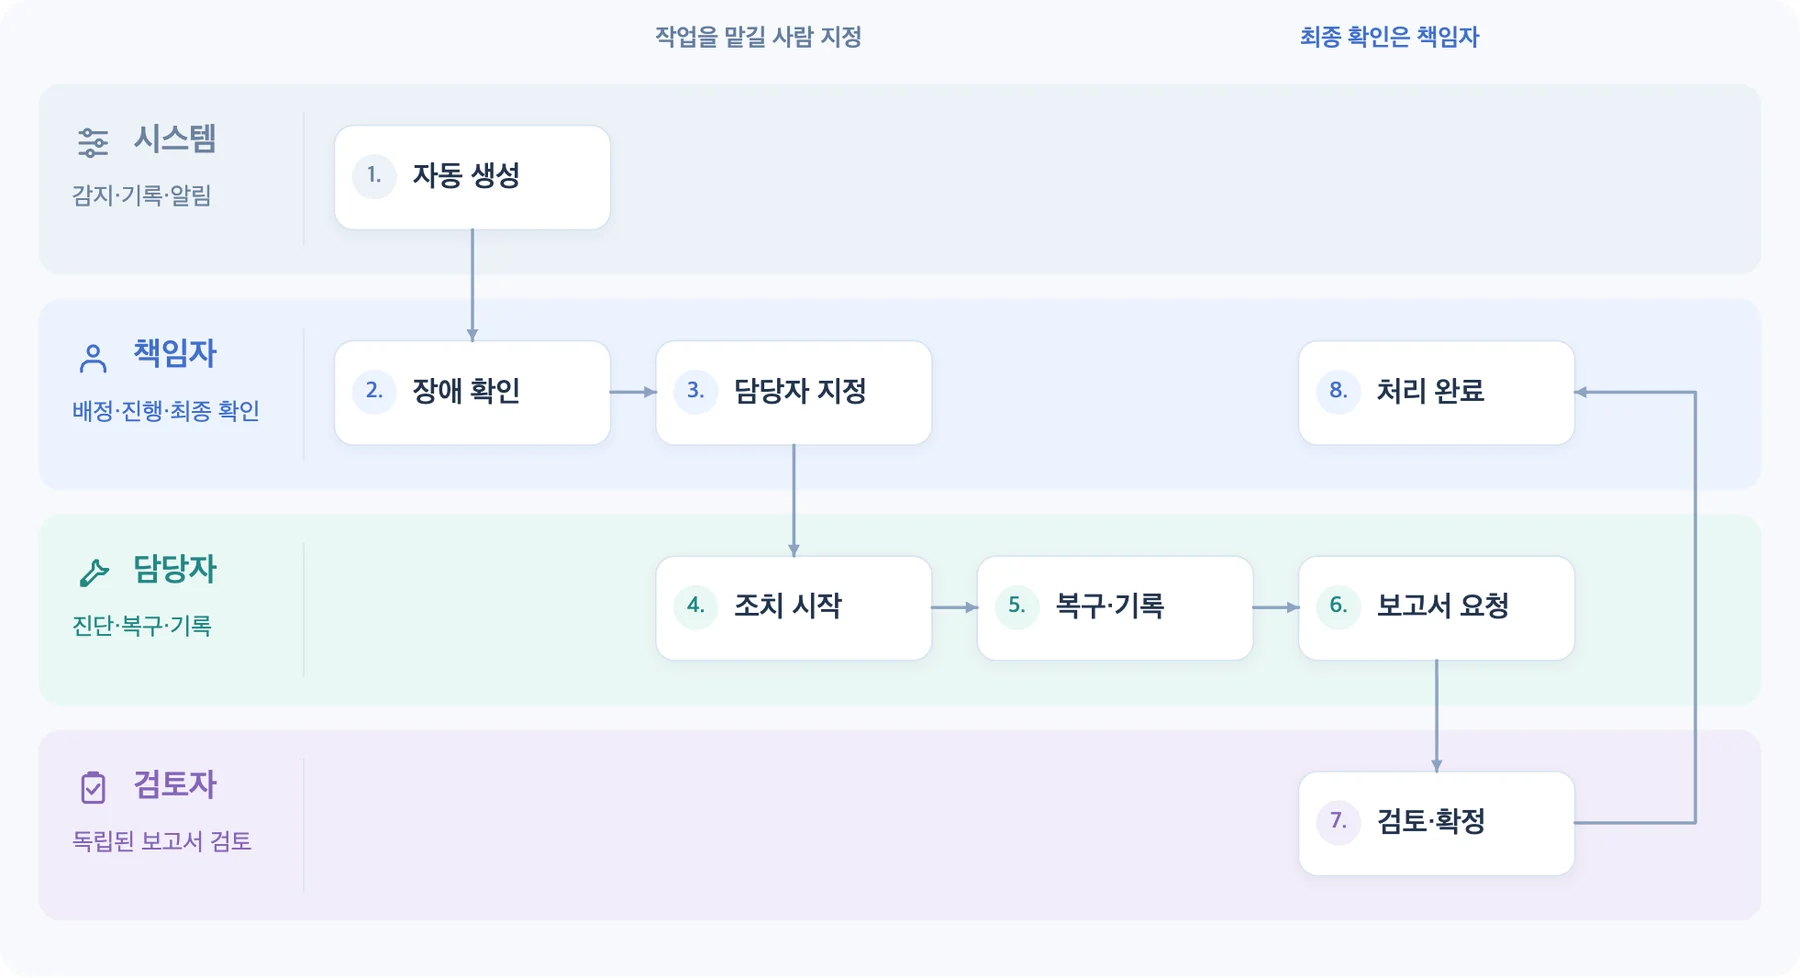 작업을 맡길 사람 지정
최종 확인은 책임자
시스템
감지·기록·알림
1. 자동 생성
책임자
배정·진행·최종 확인
2. 장애 확인
3. 담당자 지정
8. 처리 완료
담당자
진단·복구·기록
4. 조치 시작
5. 복구·기록
6. 보고서 요청
검토자
독립된 보고서 검토
7. 검토·확정